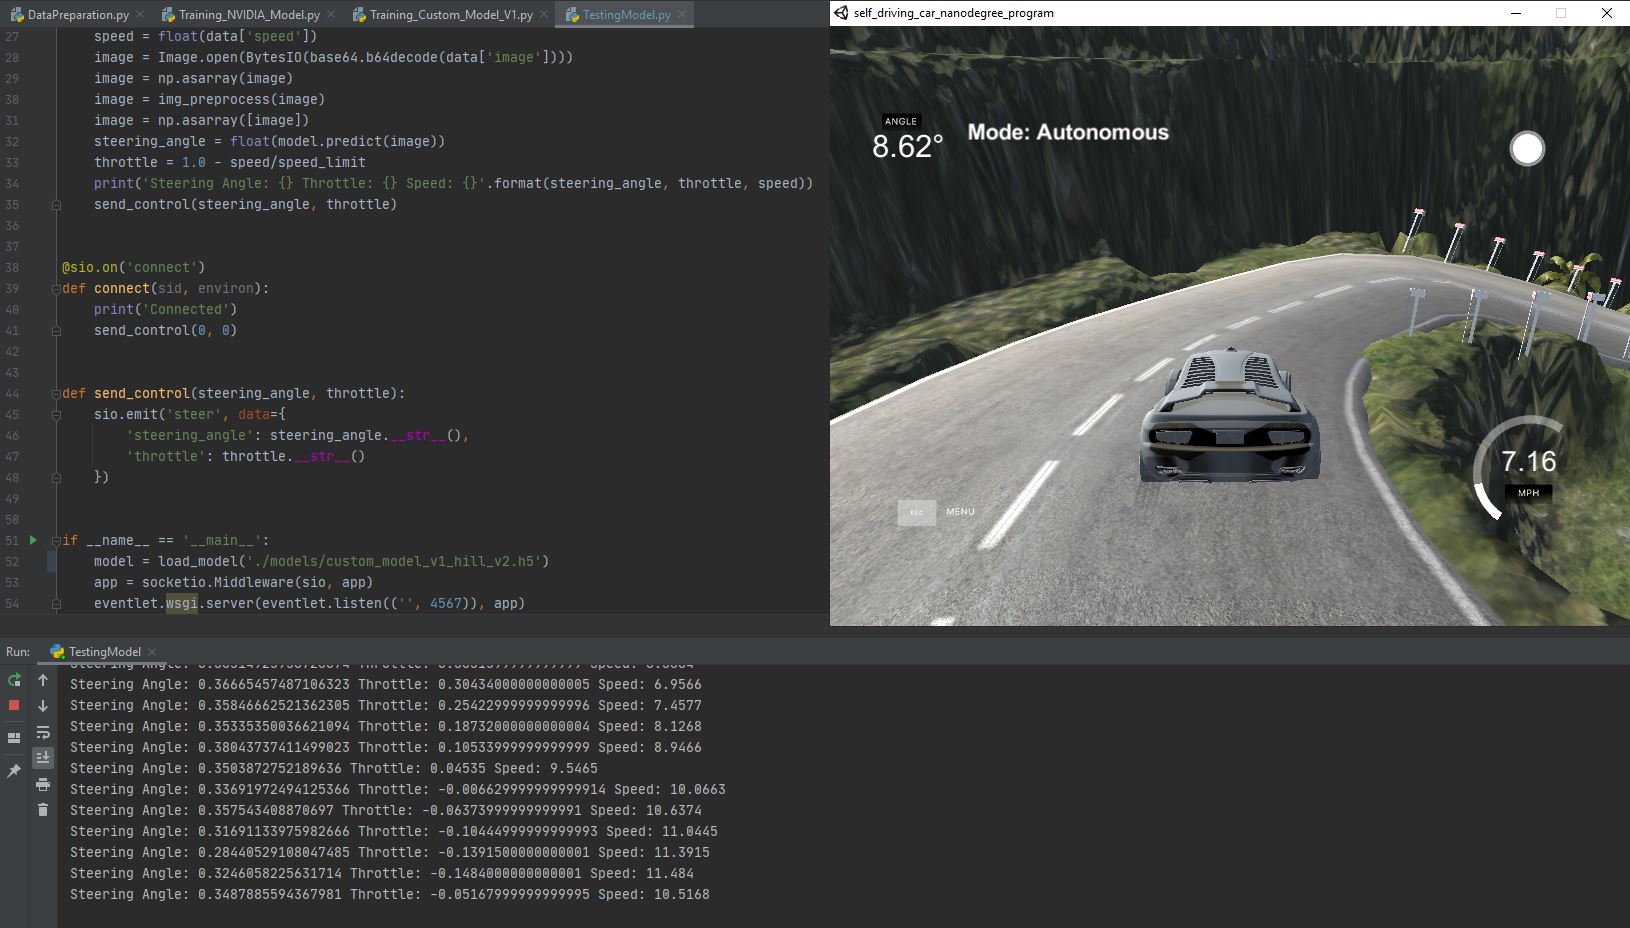 DataPreparation.py
Training_NVIDIA_Model.py
Training_Custom_Model_V1.py
TestingModel.py
27 speed = float(data['speed'])
28 image = Image.open(BytesIO(base64.b64decode(data['image'])))
29 image = np.asarray(image)
30 image = img_preprocess(image)
31 image = np.asarray([image])
32 steering_angle = float(model.predict(image))
33 throttle = 1.0 - speed/speed_limit
34 print('Steering Angle: {} Throttle: {} Speed: {}'.format(steering_angle, throttle, speed))
35 send_control(steering_angle, throttle)
36
37
38 @sio.on('connect')
39 def connect(sid, environ):
40 print('Connected')
41 send_control(0, 0)
42
43
44 def send_control(steering_angle, throttle):
45 sio.emit('steer', data={
46 'steering_angle': steering_angle.__str__(),
47 'throttle': throttle.__str__()
48 })
49
50
51 if __name__ == '__main__':
52 model = load_model('./models/custom_model_v1_hill_v2.h5')
53 app = socketio.Middleware(sio, app)
54 eventlet.wsgi.server(eventlet.listen(('', 4567)), app)
self_driving_car_nanodegree_program
ANGLE
8.62°
Mode: Autonomous
7.16
MPH
ESC
MENU
Run:
TestingModel
Steering Angle: 0.36665457487106323 Throttle: 0.30434000000000005 Speed: 6.9566
Steering Angle: 0.35846662521362305 Throttle: 0.25422999999999996 Speed: 7.4577
Steering Angle: 0.35335350036621094 Throttle: 0.18732000000000004 Speed: 8.1268
Steering Angle: 0.38043737411499023 Throttle: 0.10533999999999999 Speed: 8.9466
Steering Angle: 0.3503872752189636 Throttle: 0.04535 Speed: 9.5465
Steering Angle: 0.33691972494125366 Throttle: -0.006629999999999914 Speed: 10.0663
Steering Angle: 0.357543408870697 Throttle: -0.06373999999999991 Speed: 10.6374
Steering Angle: 0.31691133975982666 Throttle: -0.10444999999999993 Speed: 11.0445
Steering Angle: 0.28440529108047485 Throttle: -0.1391500000000001 Speed: 11.3915
Steering Angle: 0.3246058225631714 Throttle: -0.1484000000000001 Speed: 11.484
Steering Angle: 0.3487885594367981 Throttle: -0.05167999999999995 Speed: 10.5168